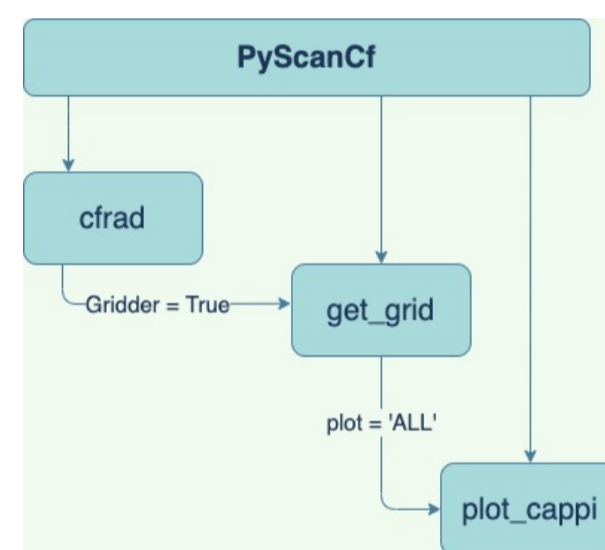 PyScanCf
cfrad
Gridder = True
get_grid
plot = 'ALL'
plot_cappi